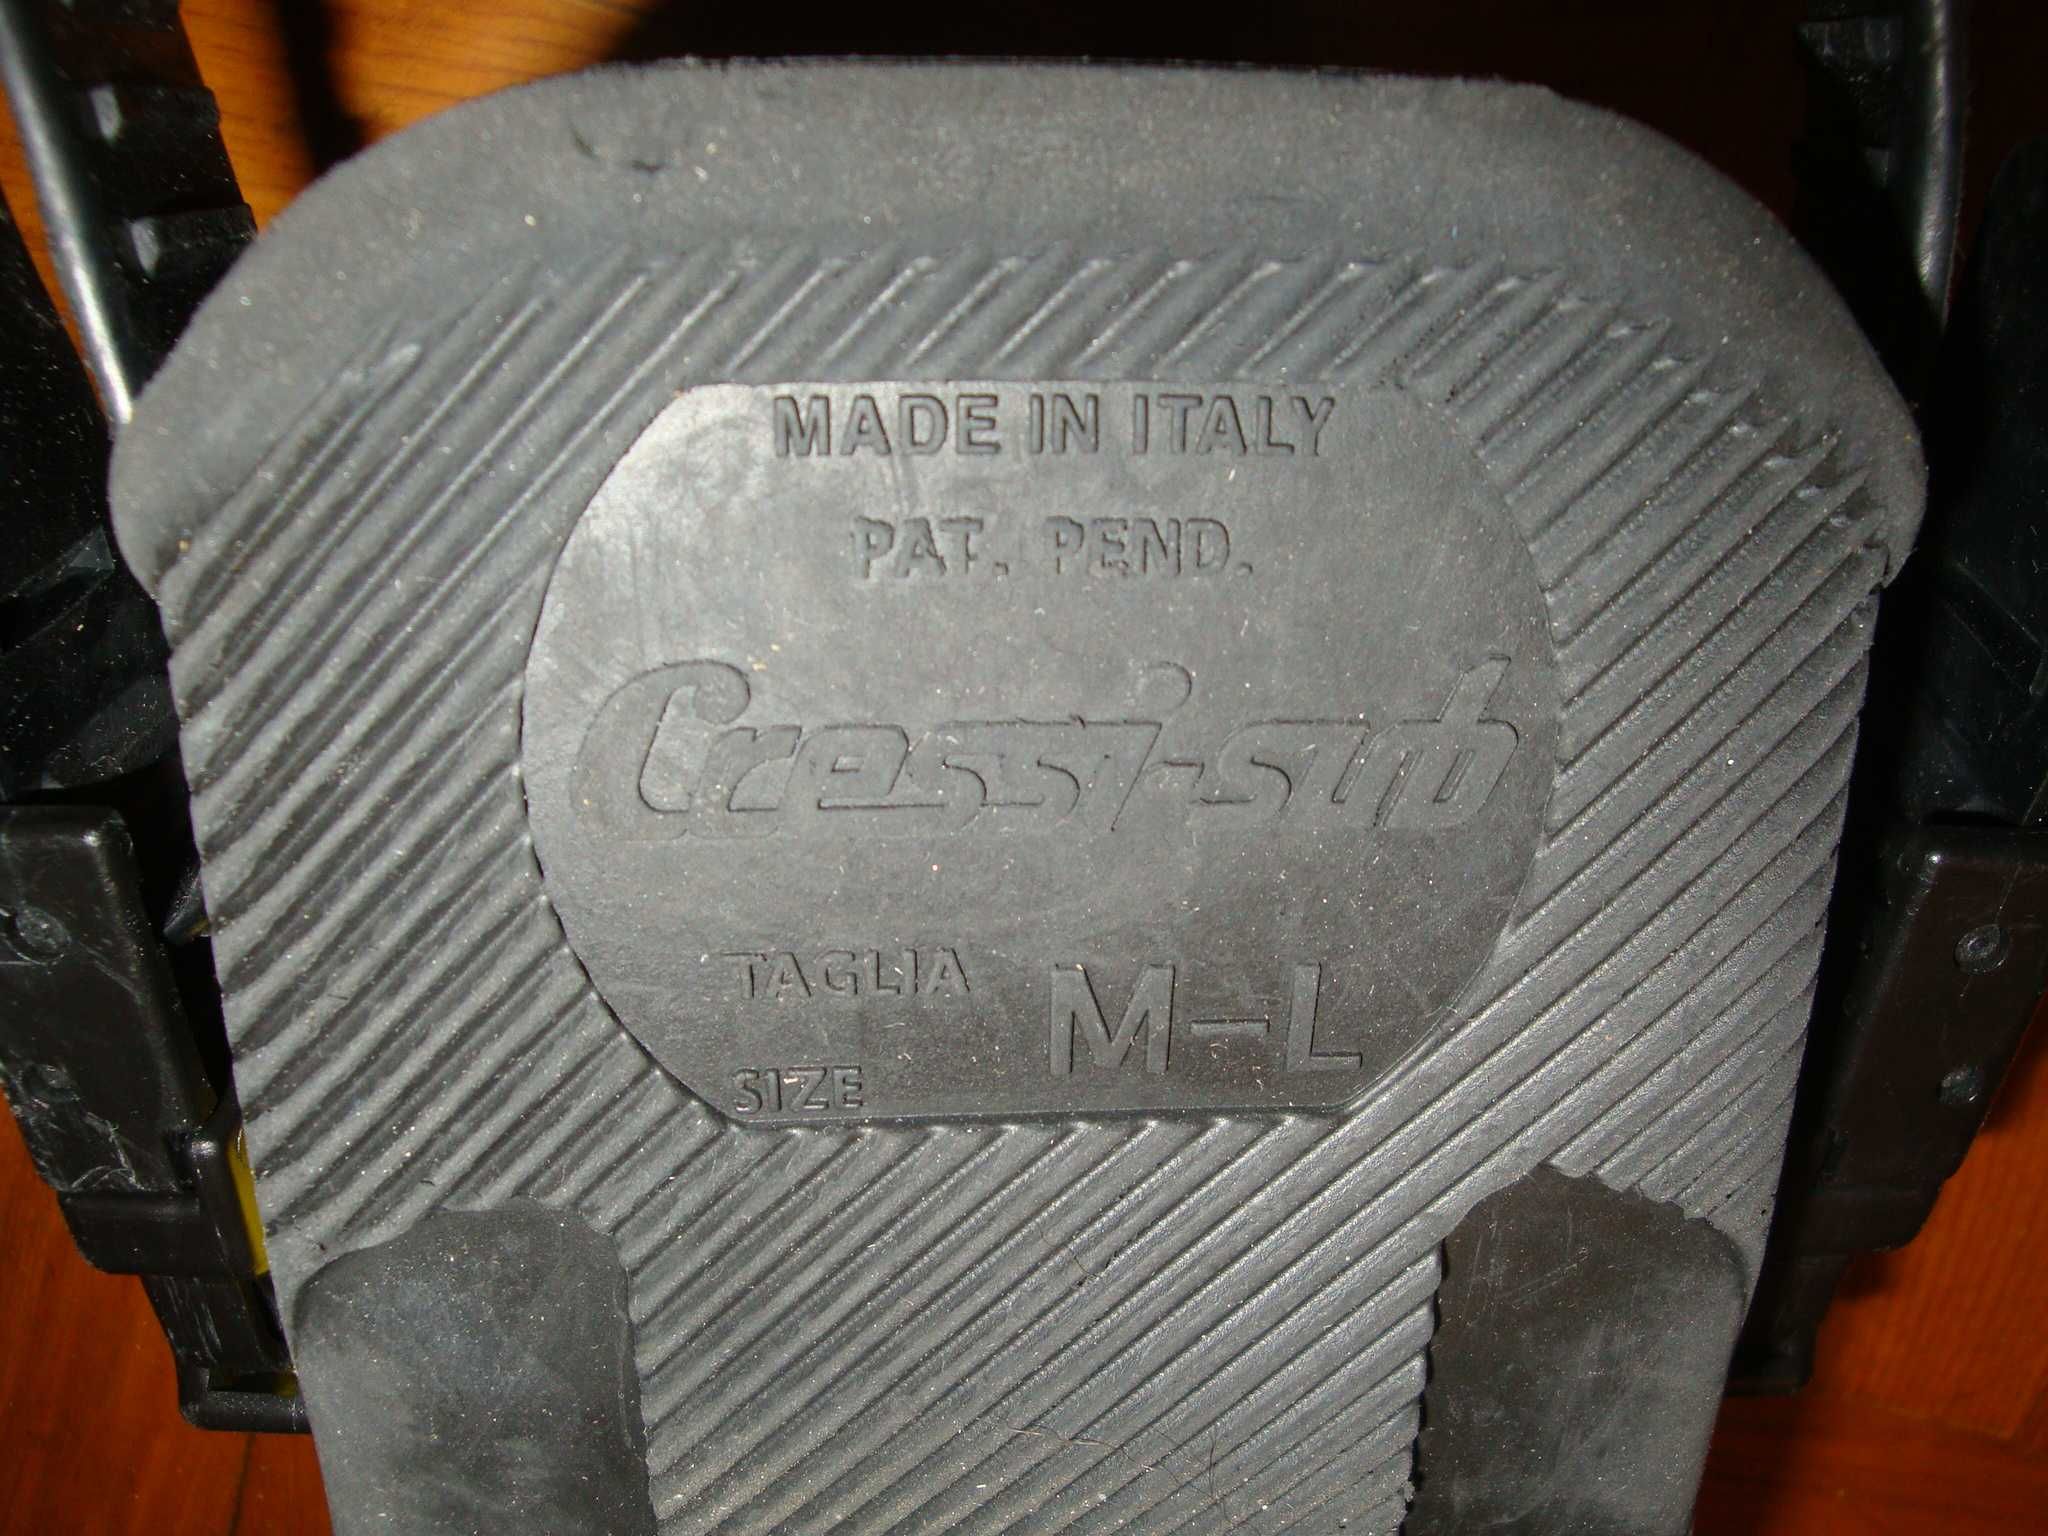 MADE IN ITALY
PAT. PEND.
Cressi-sub
TAGLIA M-L
SIZE